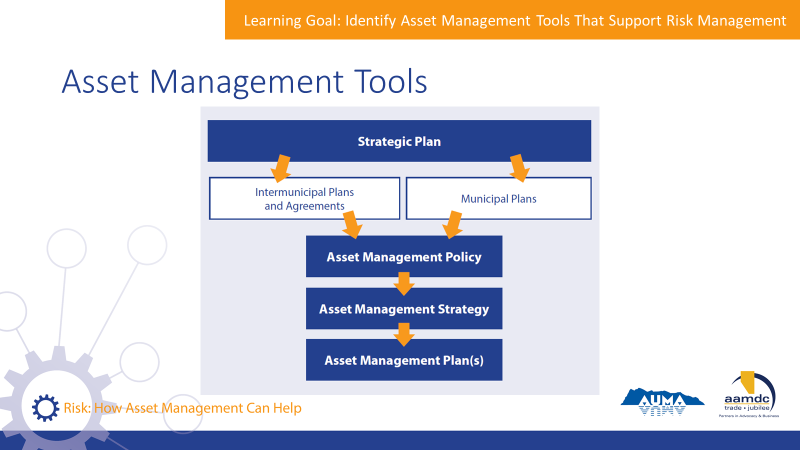 Learning Goal: Identify Asset Management Tools That Support Risk Management
Asset Management Tools
Strategic Plan
Intermunicipal Plans
and Agreements
Municipal Plans
Asset Management Policy
Asset Management Strategy
Asset Management Plan(s)
Risk: How Asset Management Can Help
AUMA
aamdc
trade • jubilee
Partners in Advocacy & Business